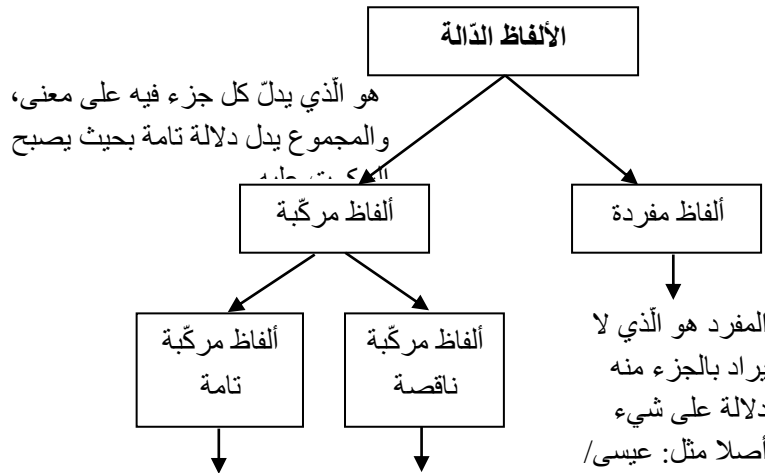 الألفاظ الدّالة
هو الّذي يدلّ كل جزء فيه على معنى،
والمجموع يدل دلالة تامة بحيث يصبح
عليه
ألفاظ مركّبة
ألفاظ مفردة
ألفاظ مركّبة
تامة
ألفاظ مركّبة
ناقصة
المفرد هو الّذي لا
يراد بالجزء منه
دلالة على شيء
أصلا مثل: عيسى/